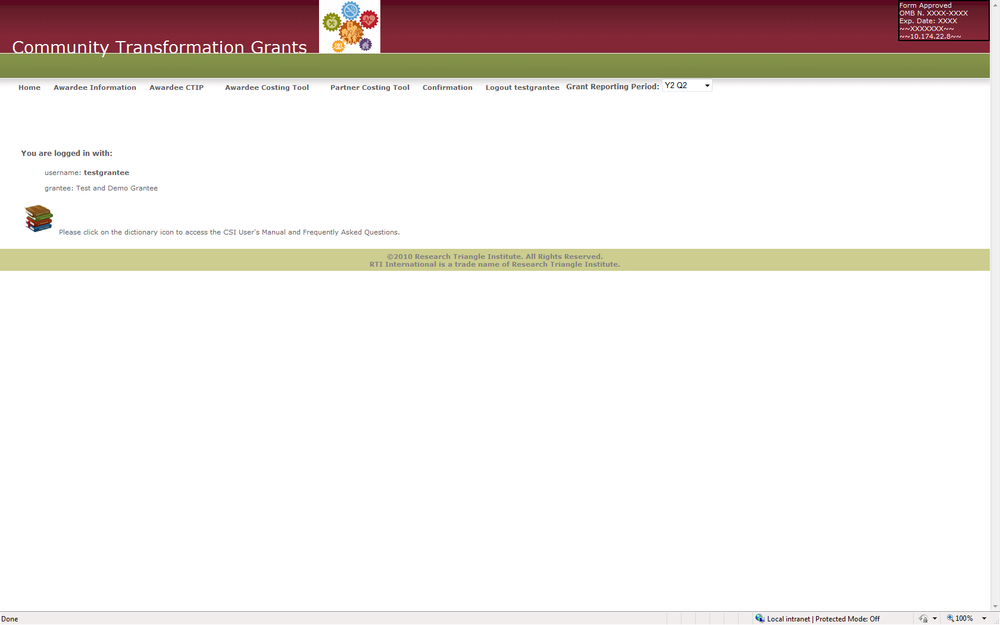 Form Approved
OMB N. XXXX-XXXX
Exp. Date: XXXX
~~XXXXXXX~~
~~10.174.22.8~~
Community Transformation Grants
Home Awardee Information Awardee CTIP Awardee Costing Tool Partner Costing Tool Confirmation Logout testgrantee Grant Reporting Period: Y2 Q2
You are logged in with:
username: testgrantee
grantee: Test and Demo Grantee
Please click on the dictionary icon to access the CSI User's Manual and Frequently Asked Questions.
©2010 Research Triangle Institute. All Rights Reserved.
RTI International is a trade name of Research Triangle Institute.
Done Local intranet | Protected Mode: Off 100%